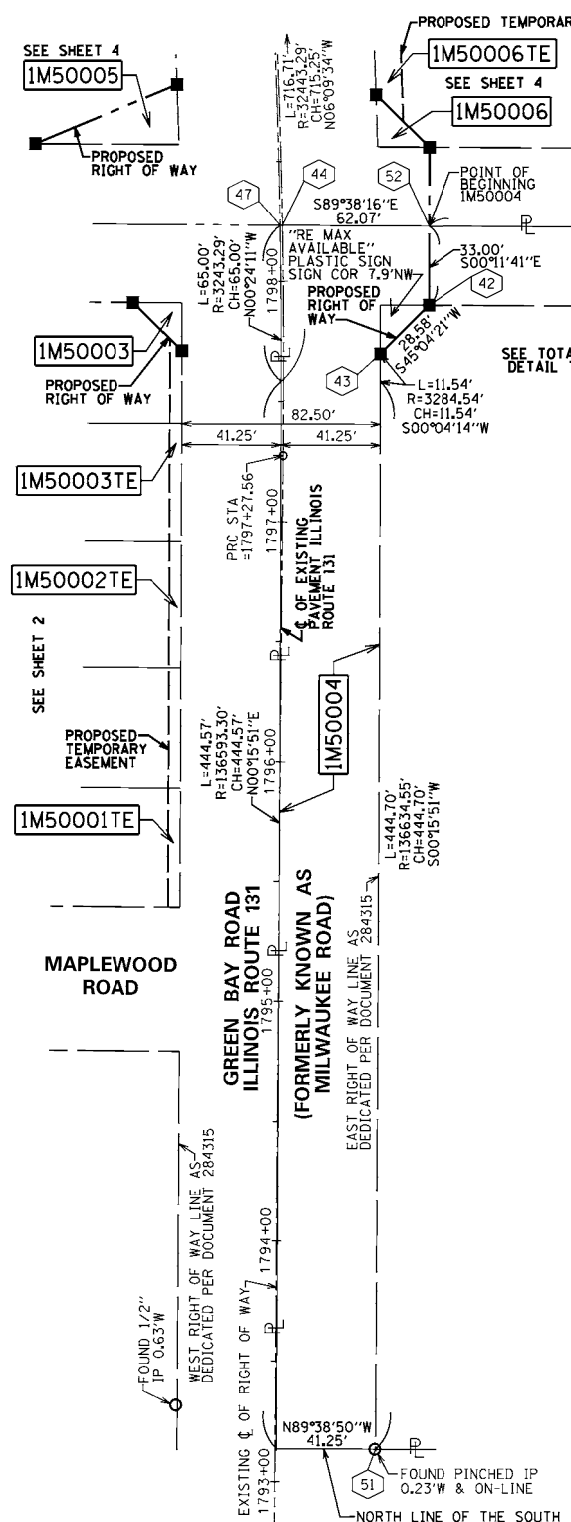 PROPOSED TEMPORAR
SEE SHEET 4
1M50005
1M50006TE
SEE SHEET 4
1M50006
PROPOSED
RIGHT OF WAY
L=716.71'
R=32443.29'
CH=715.25'
N06°09'34"W
47
44
52
POINT OF
BEGINNING
1M50004
S89°38'16"E
62.07'
PL
"RE MAX
AVAILABLE"
PLASTIC SIGN
SIGN COR 7.9'NW
33.00'
S00°11'41"E
L=65.00'
R=3243.29'
CH=65.00'
N00°24'11"W
1798+00
PROPOSED
RIGHT OF
WAY
42
28.58'
S45°04'21"W
1M50003
PROPOSED
RIGHT OF WAY
PL
43
SEE TOTA
DETAIL
L=11.54'
R=3284.54'
CH=11.54'
S00°04'14"W
82.50'
41.25'
41.25'
1M50003TE
PRC STA
=1797+27.56
1797+00
℄ OF EXISTING
PAVEMENT ILLINOIS
ROUTE 131
1M50002TE
PL
SEE SHEET 2
1M50004
PROPOSED
TEMPORARY
EASEMENT
L=444.57'
R=136593.30'
CH=444.57'
N00°15'51"E
1796+00
1M50001TE
L=444.70'
R=136634.55'
CH=444.70'
S00°15'51"W
MAPLEWOOD
ROAD
GREEN BAY ROAD
ILLINOIS ROUTE 131
PL
1795+00
(FORMERLY KNOWN AS
MILWAUKEE ROAD)
EAST RIGHT OF WAY LINE AS
DEDICATED PER DOCUMENT 284315
WEST RIGHT OF WAY LINE AS
DEDICATED PER DOCUMENT 284315
1794+00
PL
FOUND 1/2"
IP 0.63'W
EXISTING ℄ OF RIGHT OF WAY
1793+00
N89°38'50"W
41.25'
PL
51
FOUND PINCHED IP
0.23'W & ON-LINE
NORTH LINE OF THE SOUTH